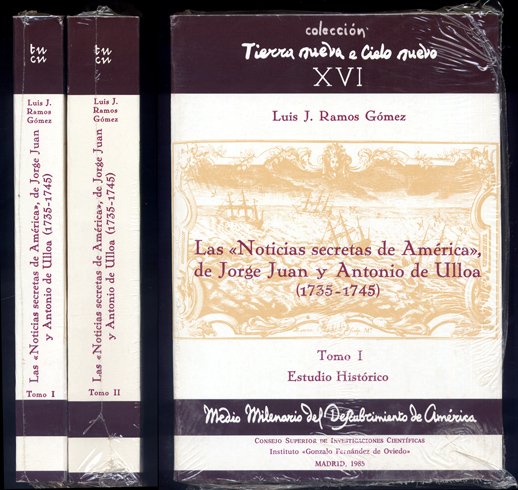 tncn
Luis J.
Ramos
Gómez
Las «Noticias secretas de América», de Jorge Juan
y Antonio de Ulloa (1735-1745)
Tomo I
tncn
Luis J.
Ramos
Gómez
Las «Noticias secretas de América», de Jorge Juan
y Antonio de Ulloa (1735-1745)
Tomo II
colección
Tierra nueva e Cielo nuevo
XVI
Luis J. Ramos Gómez
Las «Noticias secretas de América»,
de Jorge Juan y Antonio de Ulloa
(1735-1745)
Tomo I
Estudio Histórico
Medio Milenario del Descubrimiento de América
CONSEJO SUPERIOR DE INVESTIGACIONES CIENTÍFICAS
Instituto «Gonzalo Fernández de Oviedo»
MADRID, 1985